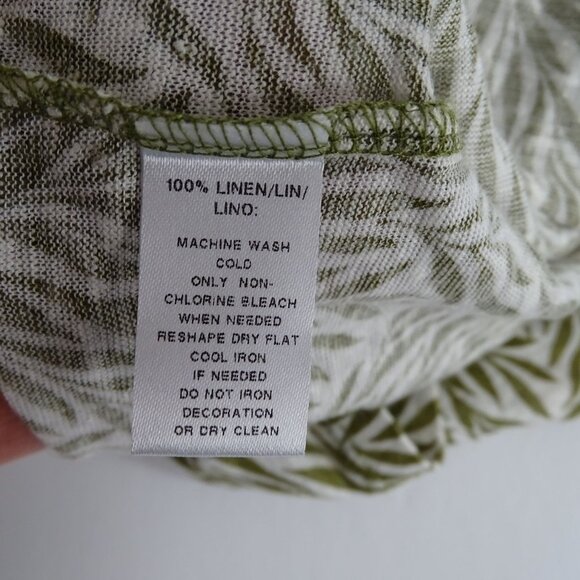 100% LINEN/LIN/
LINO:
MACHINE WASH
COLD
ONLY NON-
CHLORINE BLEACH
WHEN NEEDED
RESHAPE DRY FLAT
COOL IRON
IF NEEDED
DO NOT IRON
DECORATION
OR DRY CLEAN